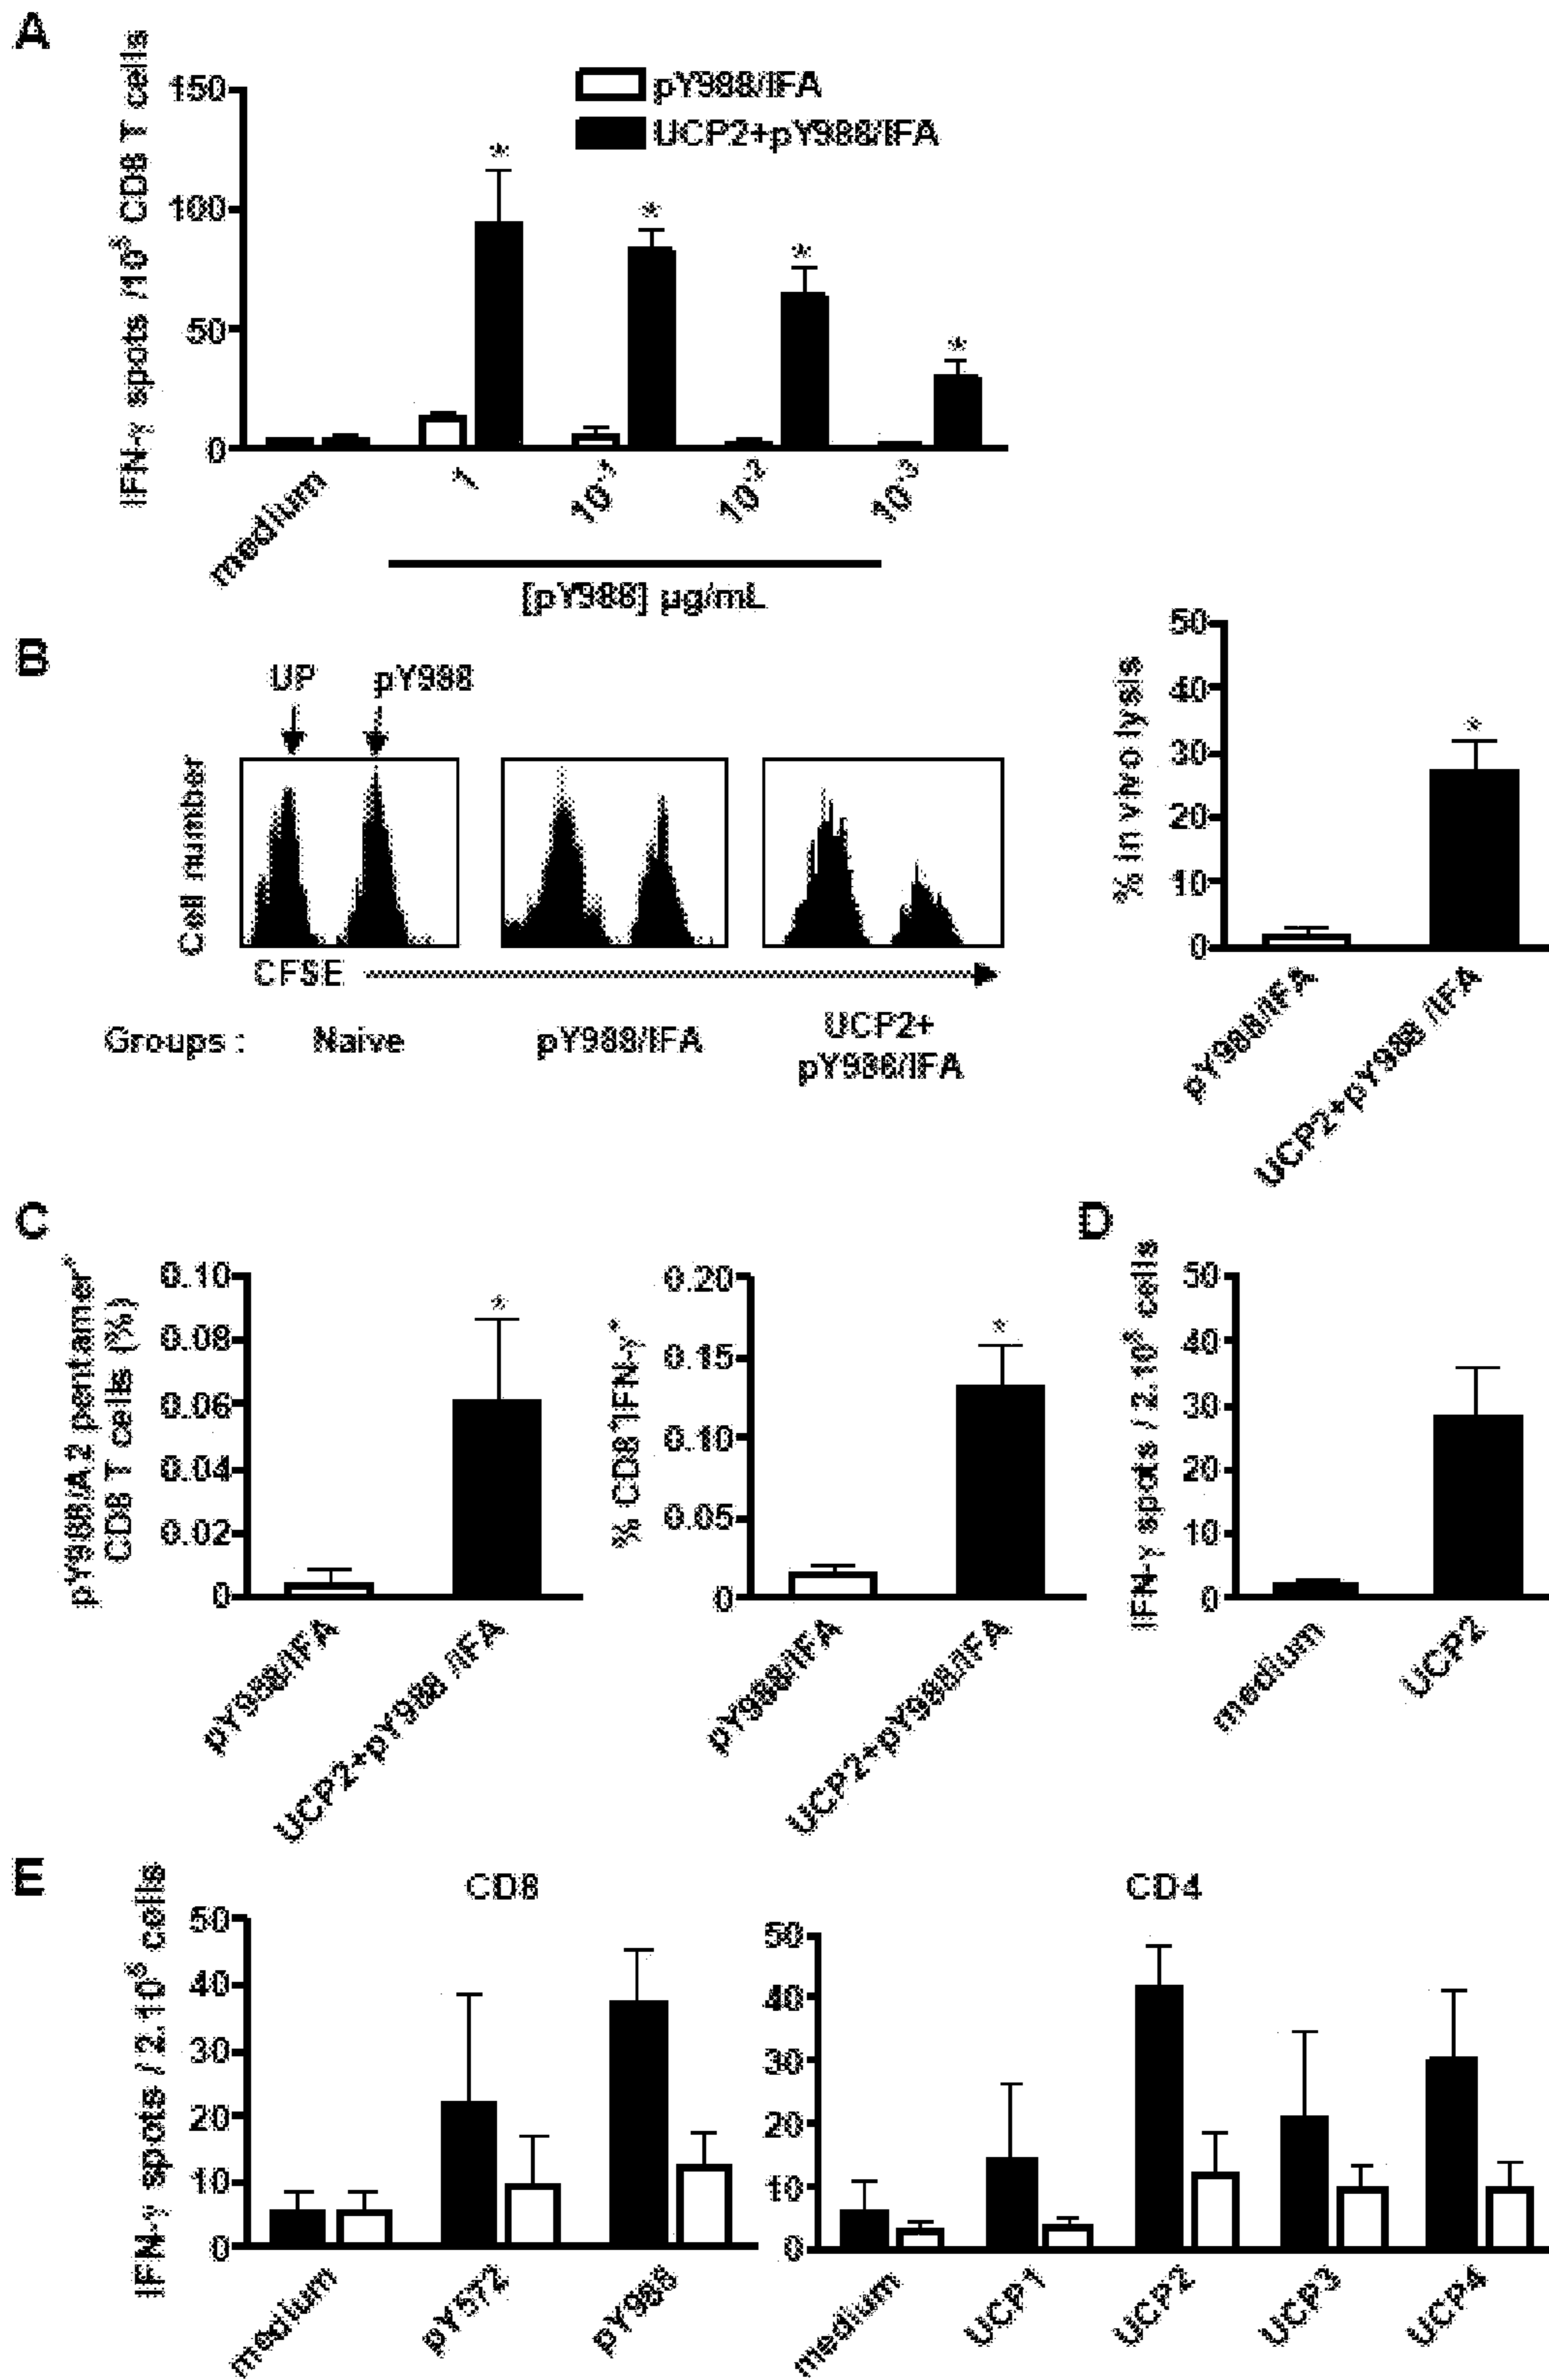 A
IFN-γ spots /10⁵ CD8 T cells
150
100
50
0
pY988/IFA
UCP2+pY988/IFA
*
*
*
*
medium
1
10⁻¹
10⁻²
10⁻³
[pY988] µg/mL
B
UP
pY988
Cell number
CFSE
Groups :
Naive
pY988/IFA
UCP2+
pY988/IFA
% in vivo lysis
50
40
30
20
10
0
*
pY988/IFA
UCP2+pY988 /IFA
C
pY988/A2 pentamer⁺
CD8 T cells (%)
0.10
0.08
0.06
0.04
0.02
0
*
pY988/IFA
UCP2+pY988 /IFA
% CD8⁺IFN-γ⁺
0.20
0.15
0.10
0.05
0
*
pY988/IFA
UCP2+pY988/IFA
D
IFN-γ spots / 2.10⁵ cells
50
40
30
20
10
0
medium
UCP2
E
CD8
IFN-γ spots / 2.10⁵ cells
50
40
30
20
10
0
medium
pY572
pY988
CD4
50
40
30
20
10
0
medium
UCP1
UCP2
UCP3
UCP4